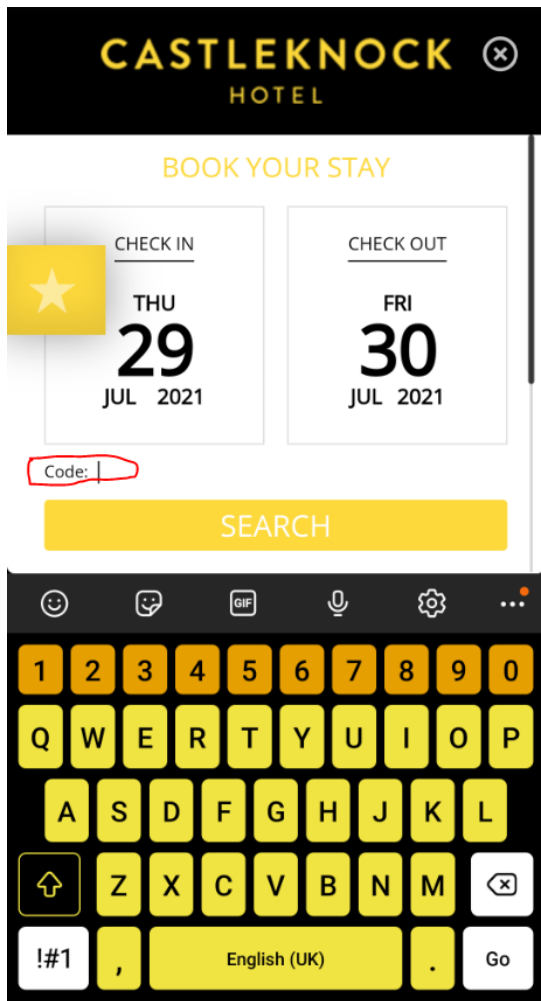 CASTLEKNOCK
HOTEL
BOOK YOUR STAY
CHECK IN
THU
29
JUL 2021
CHECK OUT
FRI
30
JUL 2021
Code:
SEARCH
GIF
1 2 3 4 5 6 7 8 9 0
Q W E R T Y U I O P
A S D F G H J K L
Z X C V B N M
!#1 , English (UK) . Go